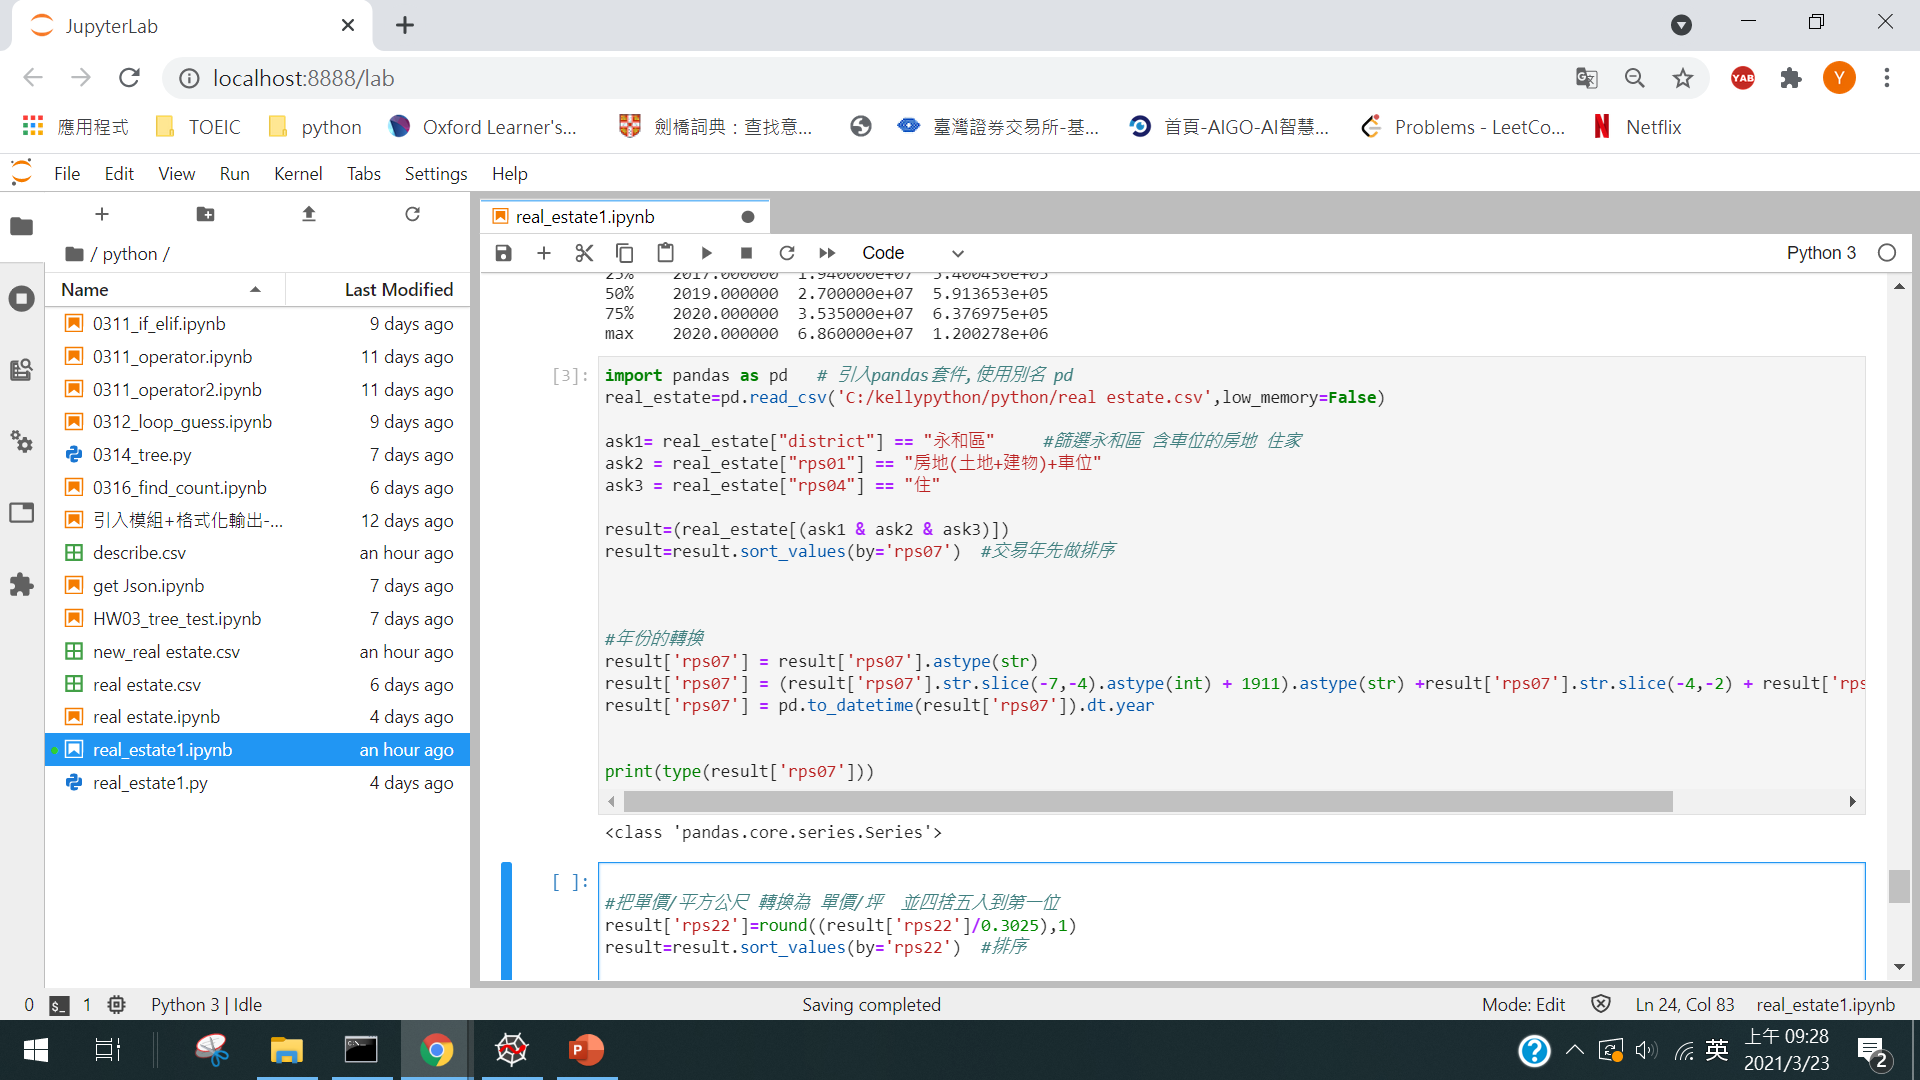 JupyterLab
localhost:8888/lab
YAB
Y
應用程式
TOEIC
python
Oxford Learner's...
劍橋詞典：查找意...
臺灣證券交易所-基...
首頁-AIGO-AI智慧...
Problems - LeetCo...
Netflix
File Edit View Run Kernel Tabs Settings Help
/ python /
Name Last Modified
0311_if_elif.ipynb 9 days ago
0311_operator.ipynb 11 days ago
0311_operator2.ipynb 11 days ago
0312_loop_guess.ipynb 9 days ago
0314_tree.py 7 days ago
0316_find_count.ipynb 6 days ago
引入模組+格式化輸出-... 12 days ago
describe.csv an hour ago
get Json.ipynb 7 days ago
HW03_tree_test.ipynb 7 days ago
new_real estate.csv an hour ago
real estate.csv 6 days ago
real estate.ipynb 4 days ago
real_estate1.ipynb an hour ago
real_estate1.py 4 days ago
real_estate1.ipynb
Code
Python 3
25% 2017.000000 1.940000e+07 5.400430e+05
50% 2019.000000 2.700000e+07 5.913653e+05
75% 2020.000000 3.535000e+07 6.376975e+05
max 2020.000000 6.860000e+07 1.200278e+06
[3]:
import pandas as pd # 引入pandas套件,使用別名 pd
real_estate=pd.read_csv('C:/kellypython/python/real estate.csv',low_memory=False)
ask1= real_estate["district"] == "永和區" #篩選永和區 含車位的房地 住家
ask2 = real_estate["rps01"] == "房地(土地+建物)+車位"
ask3 = real_estate["rps04"] == "住"
result=(real_estate[(ask1 & ask2 & ask3)])
result=result.sort_values(by='rps07') #交易年先做排序
#年份的轉換
result['rps07'] = result['rps07'].astype(str)
result['rps07'] = (result['rps07'].str.slice(-7,-4).astype(int) + 1911).astype(str) +result['rps07'].str.slice(-4,-2) + result['rps
result['rps07'] = pd.to_datetime(result['rps07']).dt.year
print(type(result['rps07']))
<class 'pandas.core.series.Series'>
[ ]:
#把單價/平方公尺 轉換為 單價/坪 並四捨五入到第一位
result['rps22']=round((result['rps22']/0.3025),1)
result=result.sort_values(by='rps22') #排序
0 $_ 1 Python 3 | Idle
Saving completed
Mode: Edit
Ln 24, Col 83
real_estate1.ipynb
P
?
英
上午 09:28
2021/3/23
2